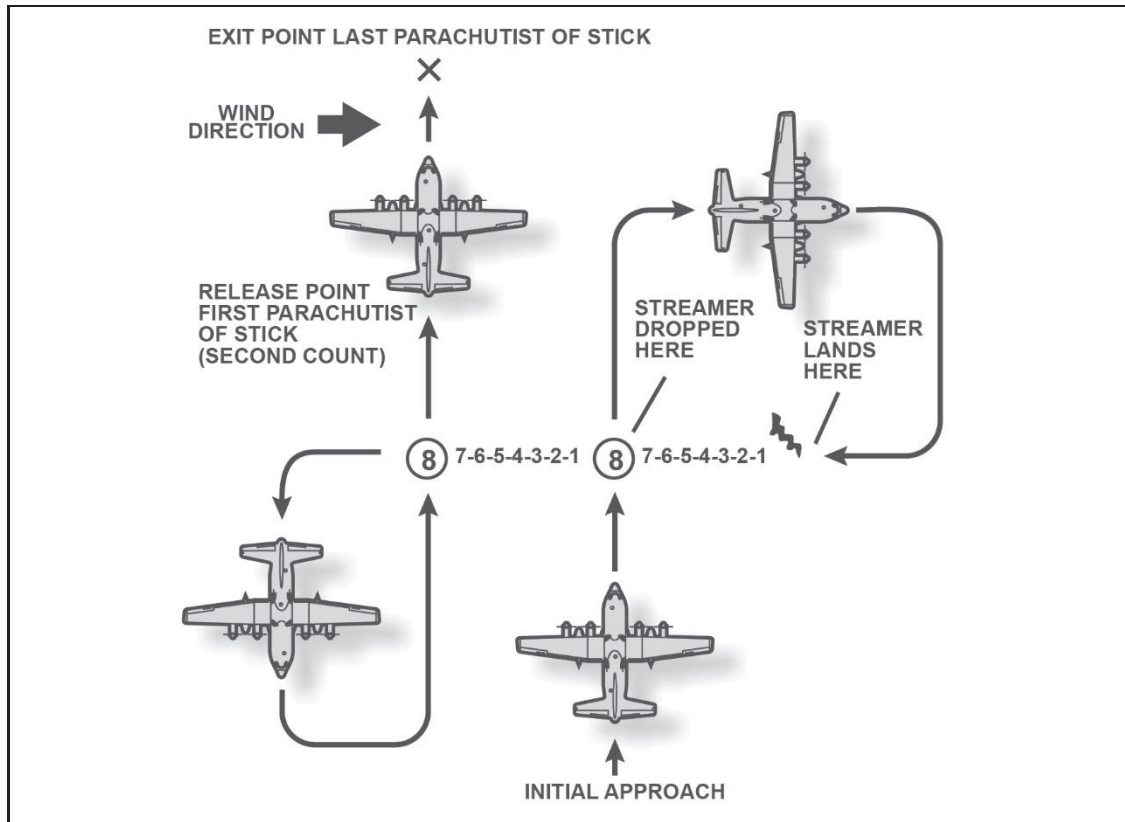 EXIT POINT LAST PARACHUTIST OF STICK
WIND
DIRECTION
RELEASE POINT
FIRST PARACHUTIST
OF STICK
(SECOND COUNT)
STREAMER
DROPPED
HERE
STREAMER
LANDS
HERE
8 7-6-5-4-3-2-1 8 7-6-5-4-3-2-1
INITIAL APPROACH